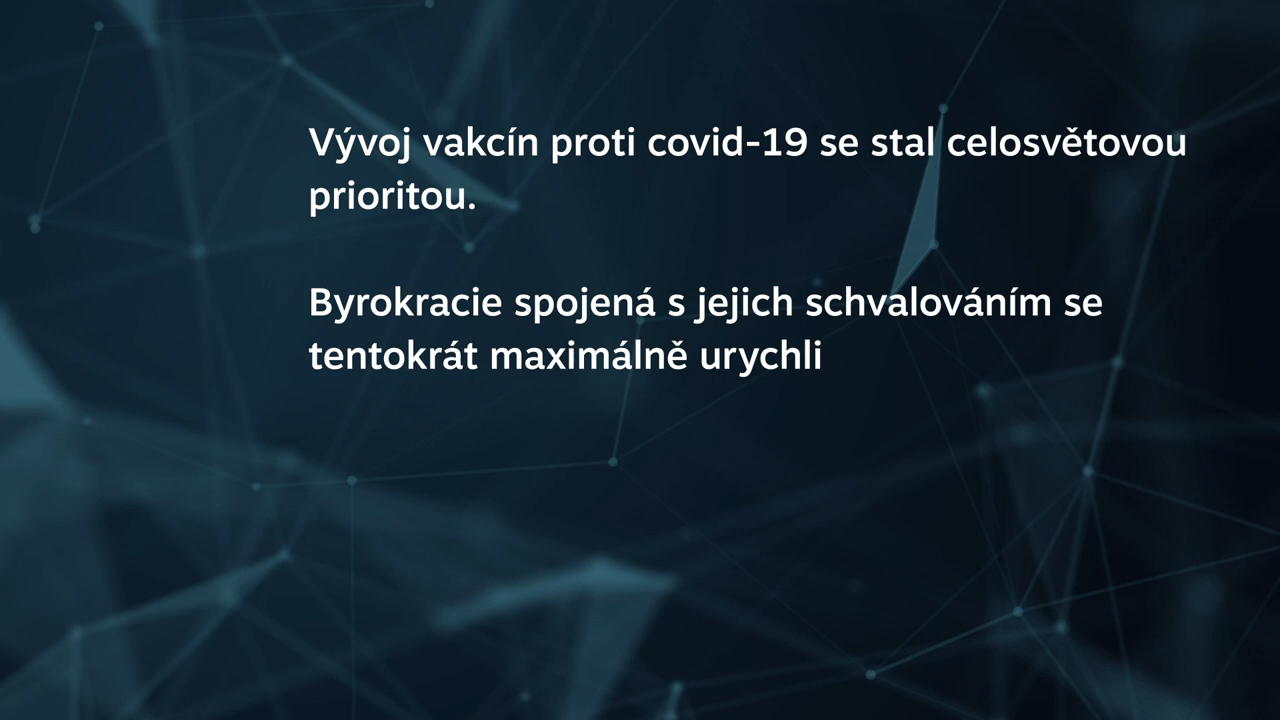 Vývoj vakcín proti covid-19 se stal celosvětovou
prioritou.
Byrokracie spojená s jejich schvalováním se
tentokrát maximálně urychli